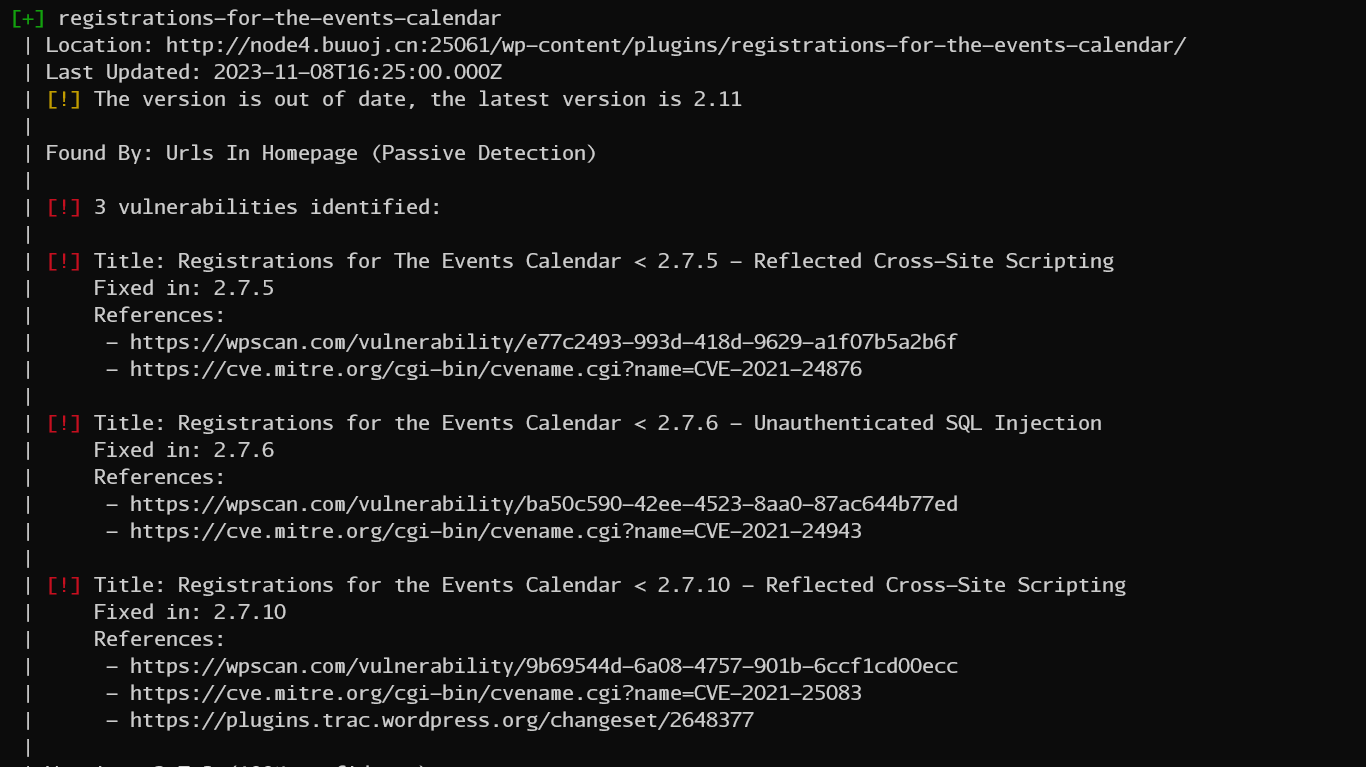 [+] registrations-for-the-events-calendar
| Location: http://node4.buuoj.cn:25061/wp-content/plugins/registrations-for-the-events-calendar/
| Last Updated: 2023-11-08T16:25:00.000Z
| [!] The version is out of date, the latest version is 2.11
|
| Found By: Urls In Homepage (Passive Detection)
|
| [!] 3 vulnerabilities identified:
|
| [!] Title: Registrations for The Events Calendar < 2.7.5 - Reflected Cross-Site Scripting
|     Fixed in: 2.7.5
|     References:
|      - https://wpscan.com/vulnerability/e77c2493-993d-418d-9629-a1f07b5a2b6f
|      - https://cve.mitre.org/cgi-bin/cvename.cgi?name=CVE-2021-24876
|
| [!] Title: Registrations for the Events Calendar < 2.7.6 - Unauthenticated SQL Injection
|     Fixed in: 2.7.6
|     References:
|      - https://wpscan.com/vulnerability/ba50c590-42ee-4523-8aa0-87ac644b77ed
|      - https://cve.mitre.org/cgi-bin/cvename.cgi?name=CVE-2021-24943
|
| [!] Title: Registrations for the Events Calendar < 2.7.10 - Reflected Cross-Site Scripting
|     Fixed in: 2.7.10
|     References:
|      - https://wpscan.com/vulnerability/9b69544d-6a08-4757-901b-6ccf1cd00ecc
|      - https://cve.mitre.org/cgi-bin/cvename.cgi?name=CVE-2021-25083
|      - https://plugins.trac.wordpress.org/changeset/2648377
|